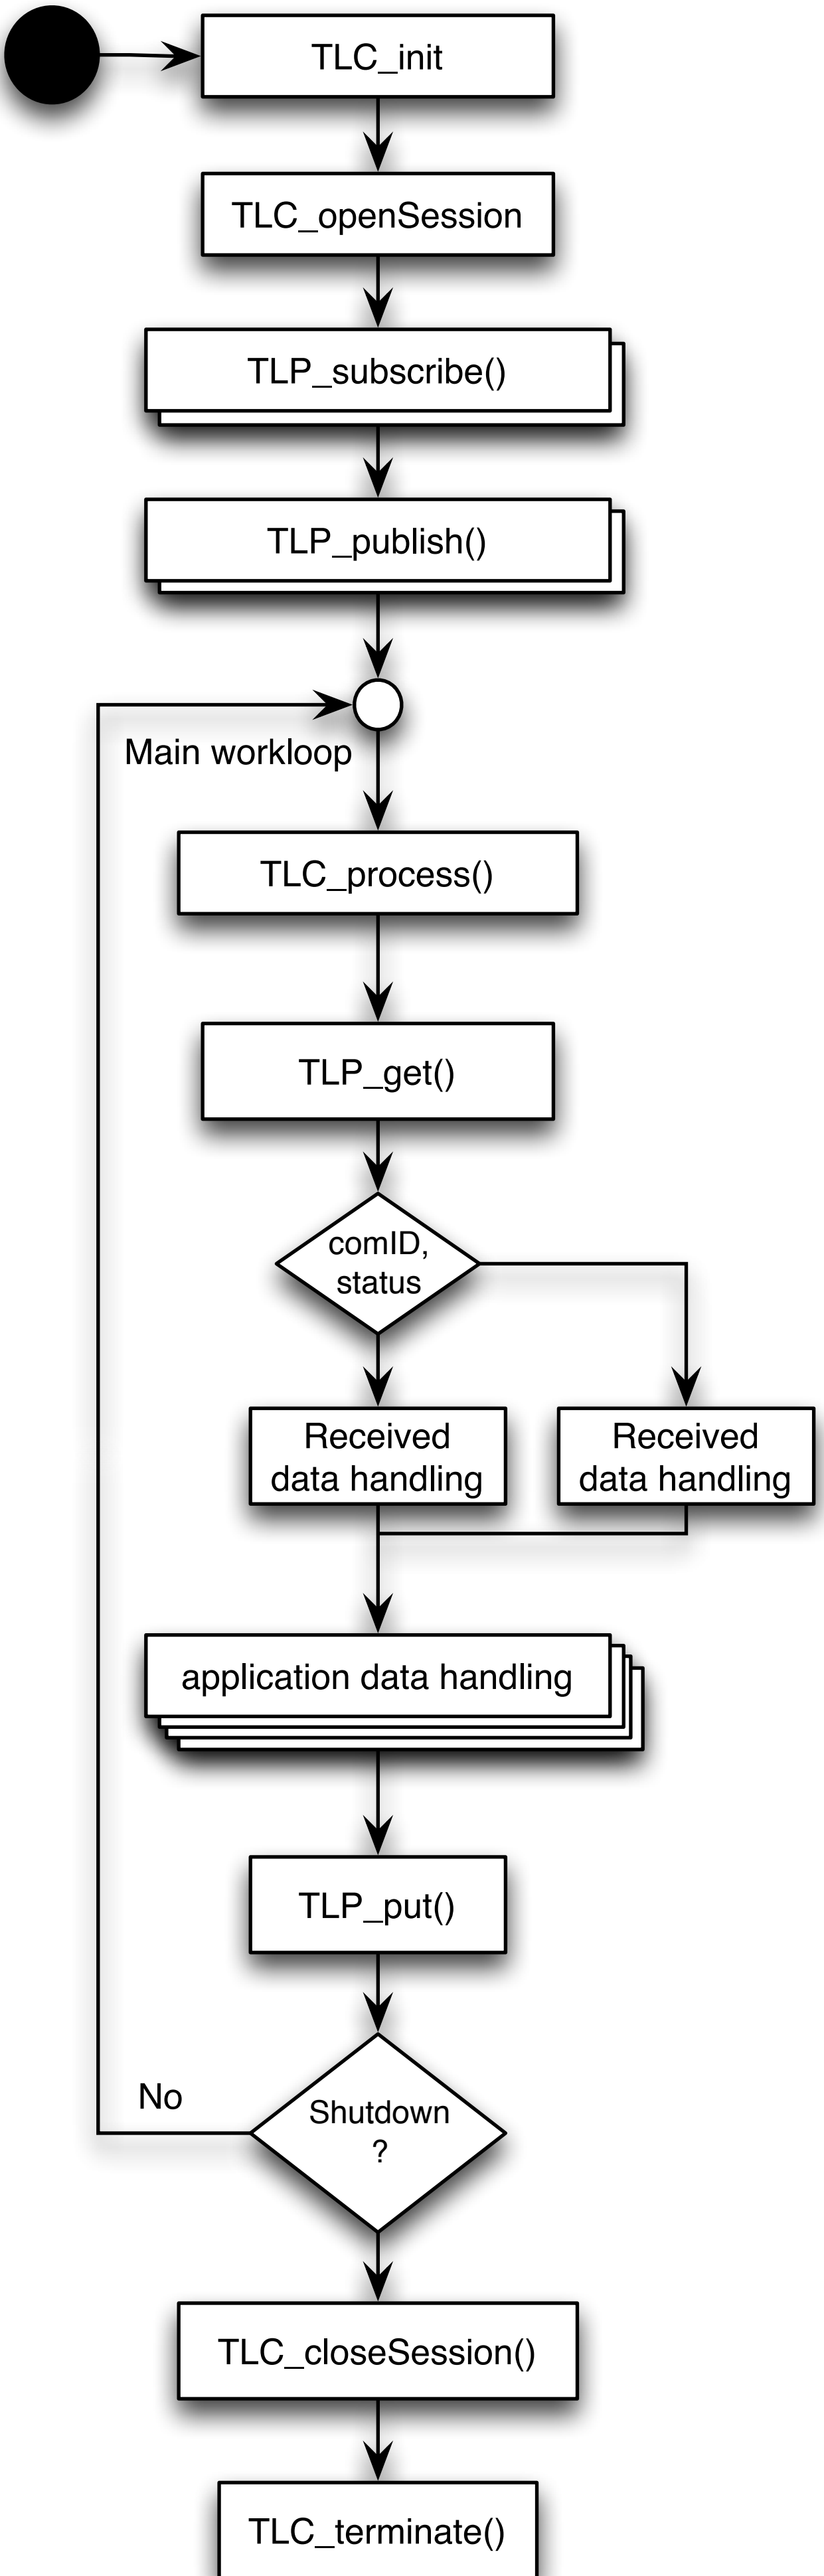 TLC_init
TLC_openSession
TLP_subscribe()
TLP_publish()
Main workloop
TLC_process()
TLP_get()
comID,
status
Received
data handling
Received
data handling
application data handling
TLP_put()
No
Shutdown
?
TLC_closeSession()
TLC_terminate()